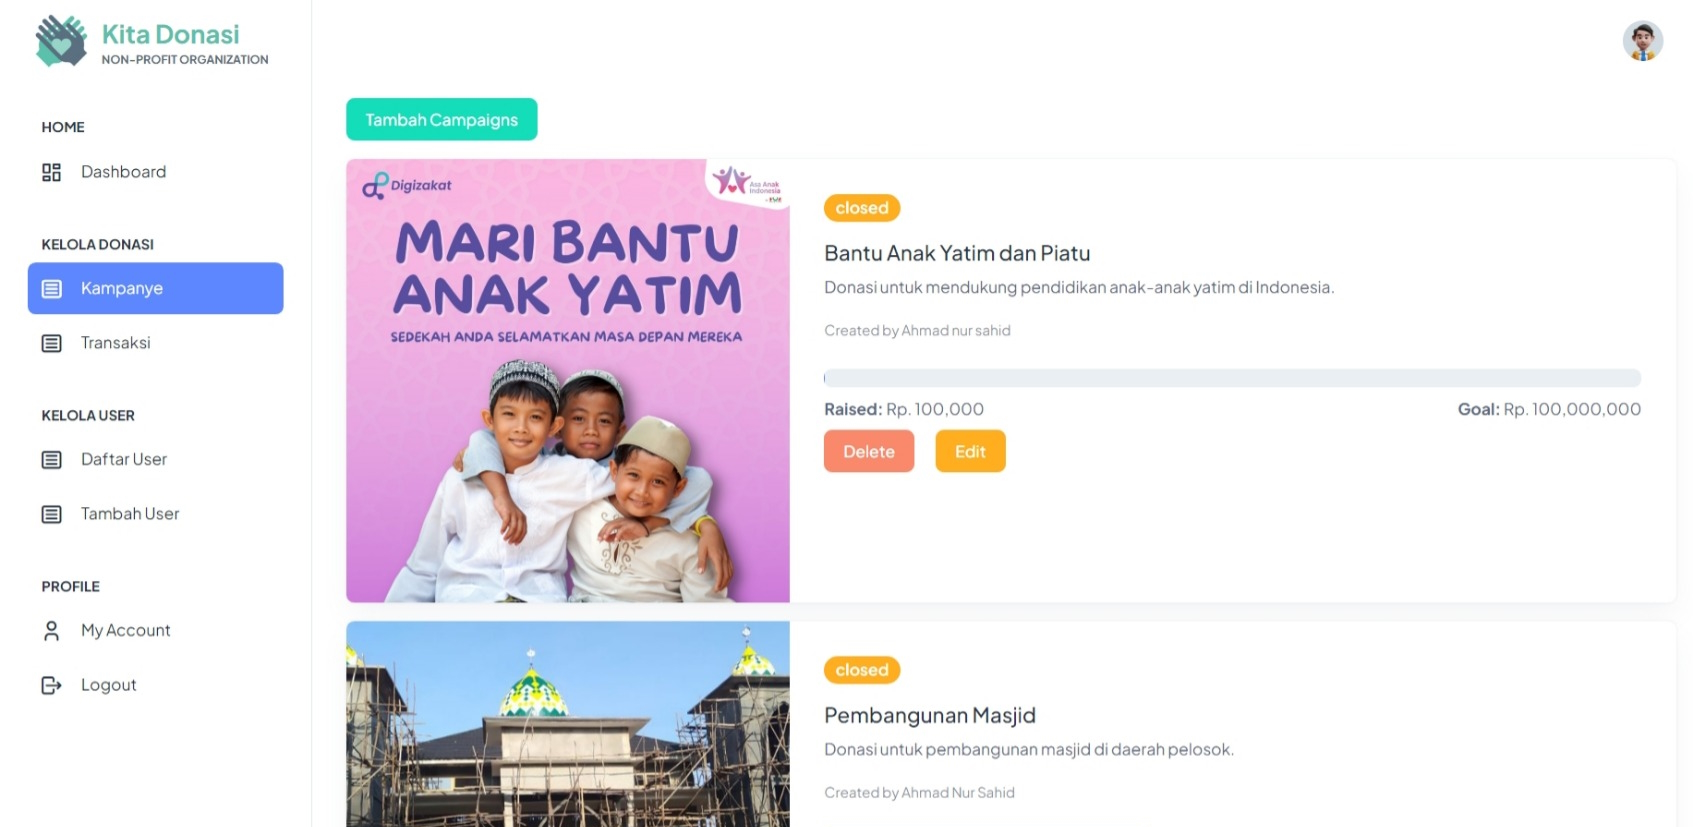 Kita Donasi
NON-PROFIT ORGANIZATION
HOME
Dashboard
KELOLA DONASI
Kampanye
Transaksi
KELOLA USER
Daftar User
Tambah User
PROFILE
My Account
Logout
Tambah Campaigns
Digizakat
Asa Anak
Indonesia
MARI BANTU
ANAK YATIM
SEDEKAH ANDA SELAMATKAN MASA DEPAN MEREKA
closed
Bantu Anak Yatim dan Piatu
Donasi untuk mendukung pendidikan anak-anak yatim di Indonesia.
Created by Ahmad nur sahid
Raised: Rp. 100,000 Goal: Rp. 100,000,000
Delete Edit
closed
Pembangunan Masjid
Donasi untuk pembangunan masjid di daerah pelosok.
Created by Ahmad Nur Sahid